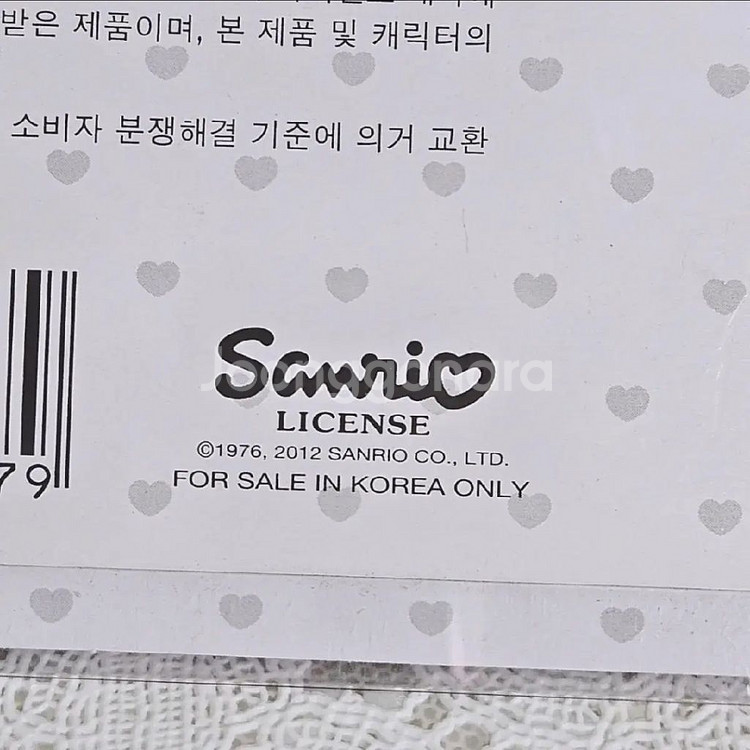 받은 제품이며, 본 제품 및 캐릭터의
소비자 분쟁해결 기준에 의거 교환
Sanrio
Joonggonara
LICENSE
©1976, 2012 SANRIO CO., LTD.
79
FOR SALE IN KOREA ONLY